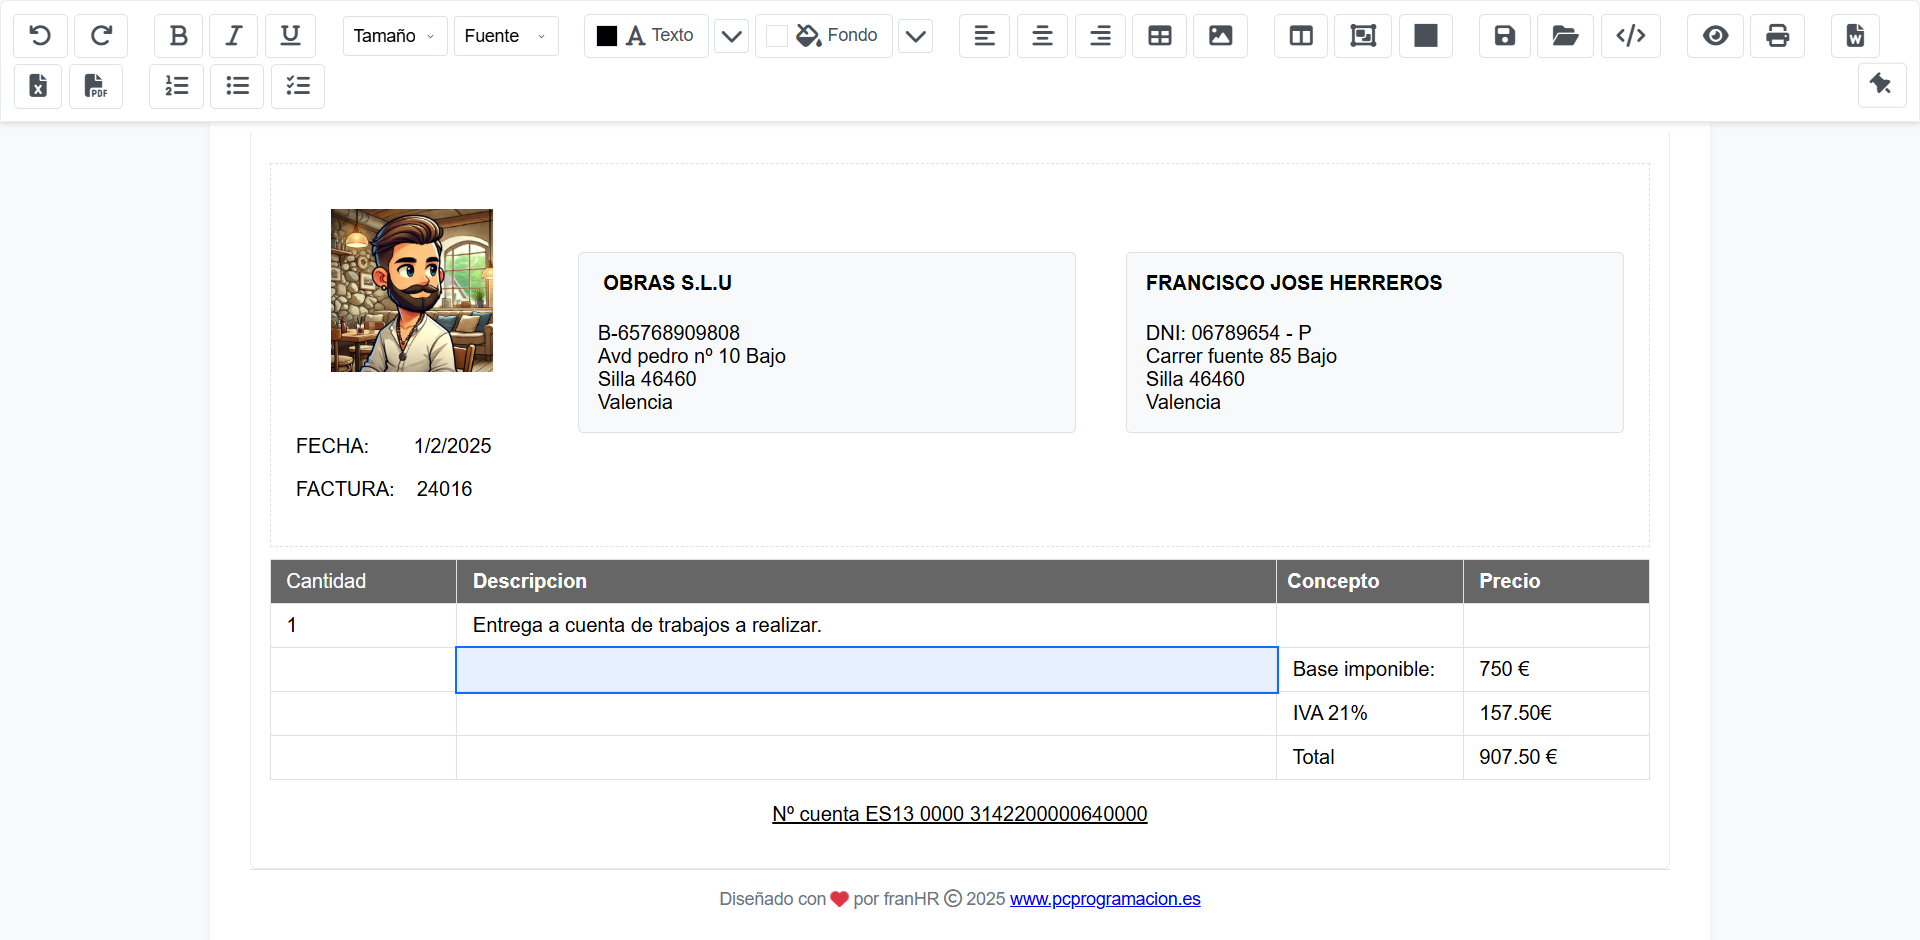 Tamaño
Fuente
Texto
Fondo
PDF
OBRAS S.L.U
B-65768909808
Avd pedro nº 10 Bajo
Silla 46460
Valencia
FRANCISCO JOSE HERREROS
DNI: 06789654 - P
Carrer fuente 85 Bajo
Silla 46460
Valencia
FECHA: 1/2/2025
FACTURA: 24016
Cantidad Descripcion Concepto Precio
1 Entrega a cuenta de trabajos a realizar.
Base imponible: 750 €
IVA 21% 157.50€
Total 907.50 €
Nº cuenta ES13 0000 3142200000640000
Diseñado con ❤ por franHR © 2025 www.pcprogramacion.es